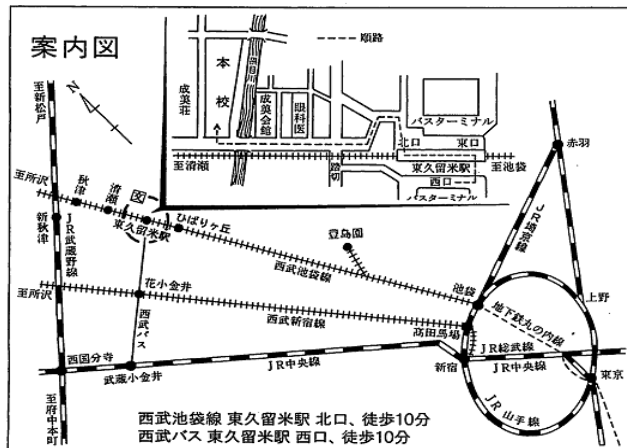 案内図
順路
本校
成美荘
成美会館
眼科医
バスターミナル
北口
東口
至清瀬
東久留米駅
至池袋
踏切
西口
バスターミナル
N
至新松戸
至所沢
秋津
清瀬
図
東久留米駅
ひばりヶ丘
新秋津
JR武蔵野線
豊島園
西武池袋線
池袋
赤羽
JR埼京線
上野
地下鉄丸の内線
至所沢
花小金井
西武新宿線
高田馬場
西武バス
西国分寺
武蔵小金井
JR中央線
新宿
JR総武線
JR中央線
東京
JR山手線
至府中本町
西武池袋線 東久留米駅 北口、徒歩10分
西武バス 東久留米駅 西口、徒歩10分